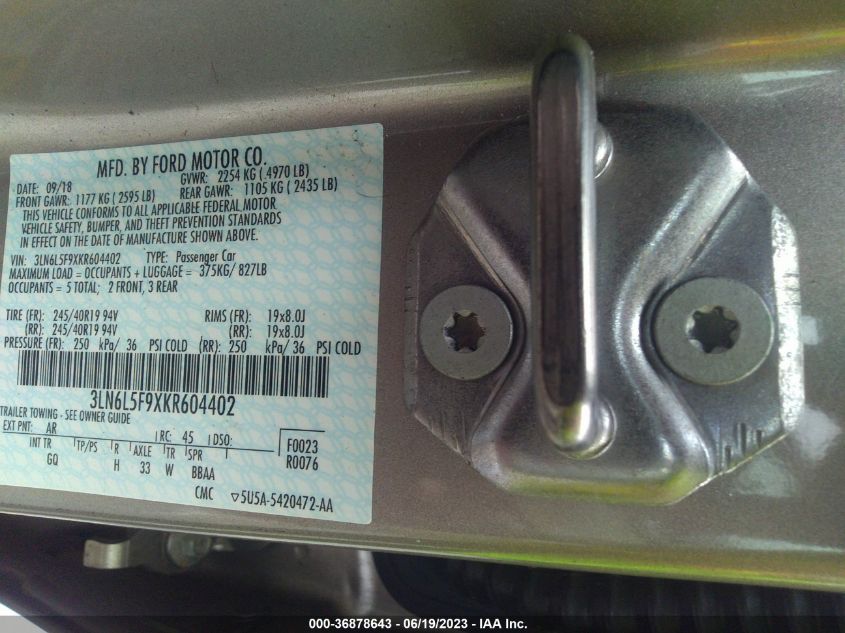 MFD. BY FORD MOTOR CO.
DATE: 09/18 GVWR: 2254 KG ( 4970 LB)
FRONT GAWR: 1177 KG ( 2595 LB) REAR GAWR: 1105 KG ( 2435 LB)
THIS VEHICLE CONFORMS TO ALL APPLICABLE FEDERAL MOTOR
VEHICLE SAFETY, BUMPER, AND THEFT PREVENTION STANDARDS
IN EFFECT ON THE DATE OF MANUFACTURE SHOWN ABOVE.
VIN: 3LN6L5F9XKR604402 TYPE: Passenger Car
MAXIMUM LOAD = OCCUPANTS + LUGGAGE = 375KG/ 827LB
OCCUPANTS = 5 TOTAL; 2 FRONT, 3 REAR
TIRE (FR): 245/40R19 94V RIMS (FR): 19x8.0J
(RR): 245/40R19 94V (RR): 19x8.0J
PRESSURE (FR): 250 kPa/ 36 PSI COLD (RR): 250 kPa/ 36 PSI COLD
3LN6L5F9XKR604402
TRAILER TOWING - SEE OWNER GUIDE
EXT PNT: AR RC: 45 DSO: F0023
INT TR TP/PS R AXLE TR SPR R0076
GQ H 33 W BBAA
CMC ▽5U5A-5420472-AA
000-36878643 - 06/19/2023 - IAA Inc.